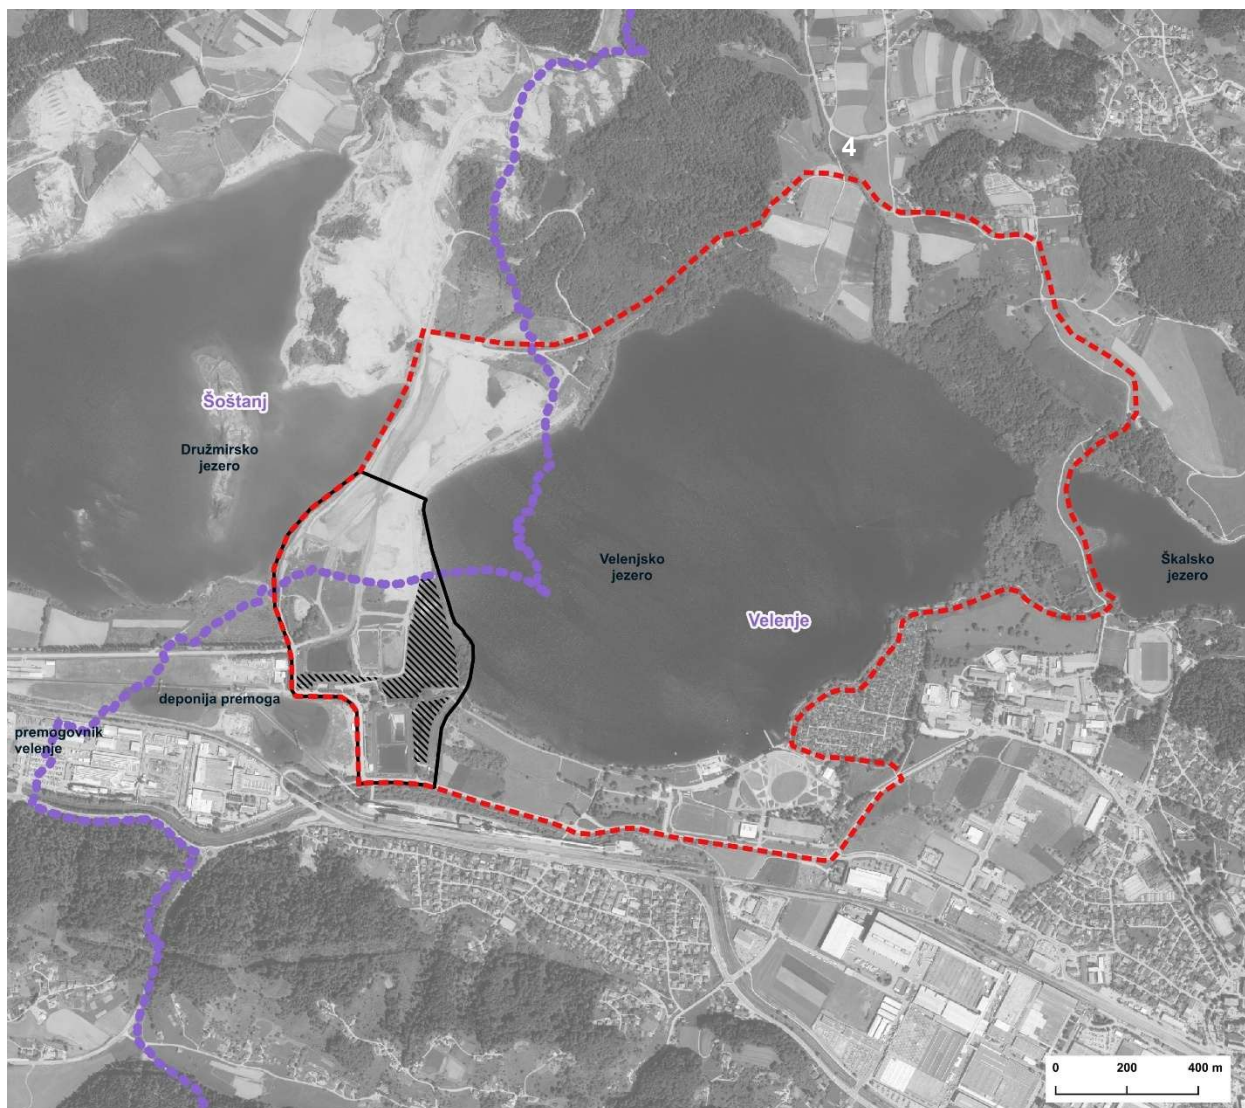 4
Šoštanj
Družmirsko
jezero
Velenjsko
jezero
Škalsko
jezero
Velenje
deponija premoga
premogovnik
velenje
0 200 400 m